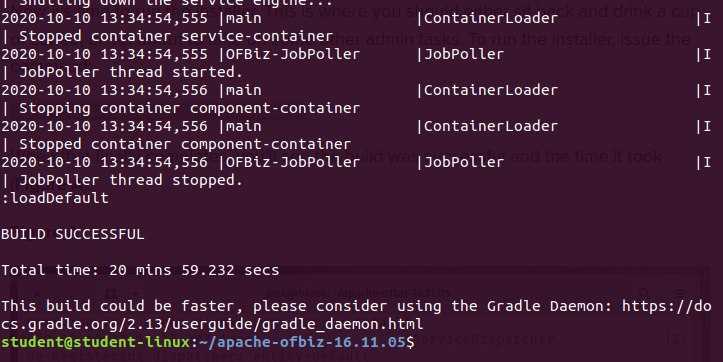 | Shutting down the service engine...
2020-10-10 13:34:54,555 |main                 |ContainerLoader               |I
| Stopped container service-container
2020-10-10 13:34:54,555 |OFBiz-JobPoller      |JobPoller                     |I
| JobPoller thread started.
2020-10-10 13:34:54,556 |main                 |ContainerLoader               |I
| Stopping container component-container
2020-10-10 13:34:54,556 |main                 |ContainerLoader               |I
| Stopped container component-container
2020-10-10 13:34:54,556 |OFBiz-JobPoller      |JobPoller                     |I
| JobPoller thread stopped.
:loadDefault
BUILD SUCCESSFUL
Total time: 20 mins 59.232 secs
This build could be faster, please consider using the Gradle Daemon: https://do
cs.gradle.org/2.13/userguide/gradle_daemon.html
student@student-linux:~/apache-ofbiz-16.11.05$